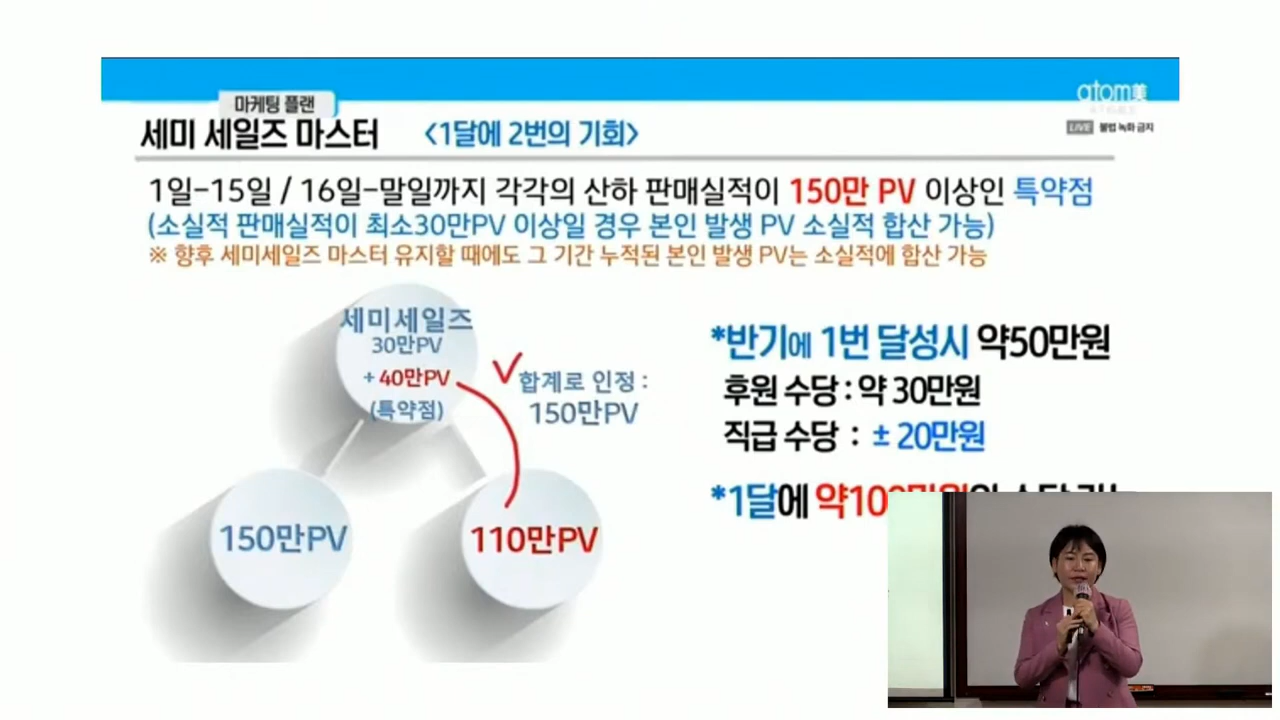 마케팅 플랜
atom美
LIVE 불법 녹화 금지
세미 세일즈 마스터 <1달에 2번의 기회>
1일-15일 / 16일-말일까지 각각의 산하 판매실적이 150만 PV 이상인 특약점
(소실적 판매실적이 최소30만PV 이상일 경우 본인 발생 PV 소실적 합산 가능)
※ 향후 세미세일즈 마스터 유지할 때에도 그 기간 누적된 본인 발생 PV는 소실적에 합산 가능
세미세일즈
30만PV
+ 40만PV
(특약점)
합계로 인정 :
150만PV
150만PV
110만PV
*반기에 1번 달성시 약50만원
후원 수당 : 약 30만원
직급 수당 : ± 20만원
*1달에